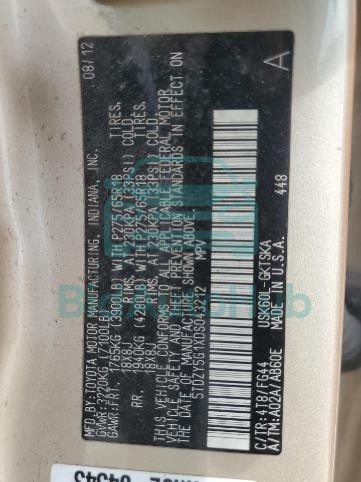 MFD. BY: TOYOTA MOTOR MANUFACTURING, INDIANA, INC. 08/12
GVWR: 3220KG (7100LB)
GAWR: FRT. 1765KG (3900LB) WITH P275/65R18 TIRES,
18X8J RIMS, AT 230KPA (33PSI) COLD
RR. 1940KG (4290LB) WITH P275/65R18 TIRES,
18X8J RIMS, AT 230KPA (33PSI) COLD
THIS VEHICLE CONFORMS TO ALL APPLICABLE FEDERAL MOTOR
VEHICLE SAFETY AND THEFT PREVENTION STANDARDS IN EFFECT
ON THE DATE OF MANUFACTURE SHOWN ABOVE.
5TDZY5G1XDS043212 MPV
C/TR: 4T8/FG44 USK60L-GKTSKA 448
A/TM: A02A/AB60E U.S.A. A
04343